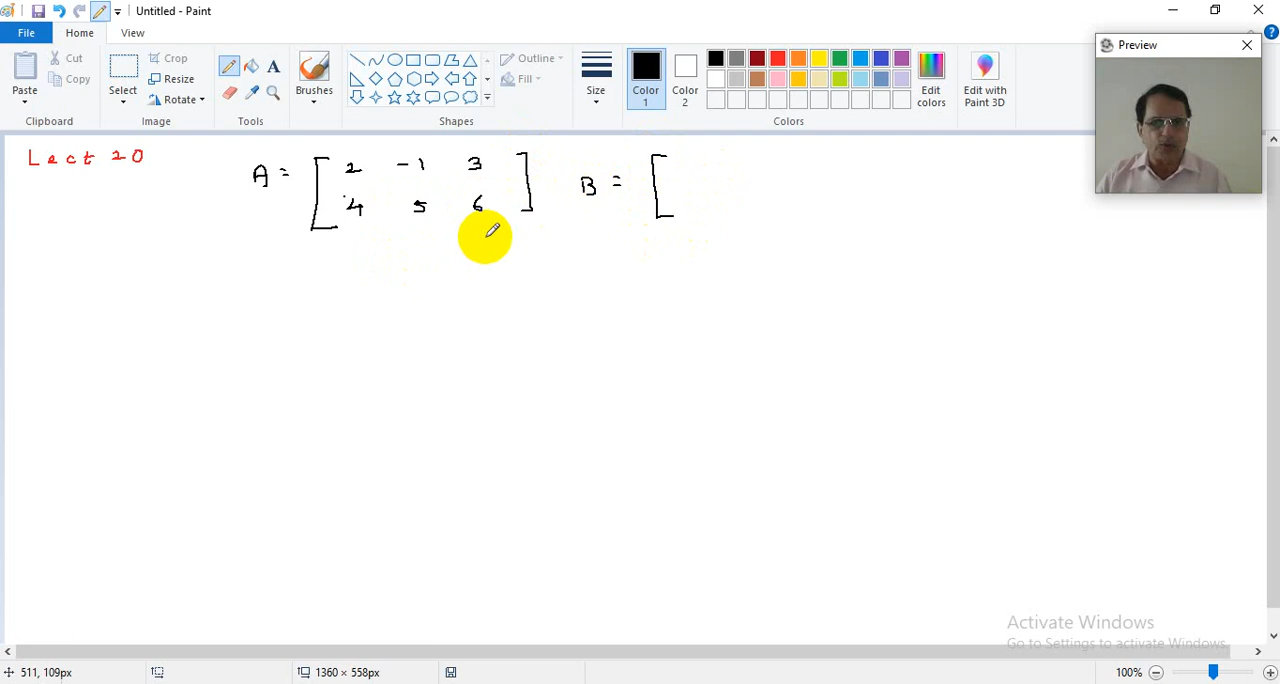 Untitled - Paint
File Home View
Paste Cut Copy Clipboard
Select Crop Resize Rotate Image
Tools
Brushes
Outline Fill Shapes
Size
Color 1
Color 2
Edit colors
Edit with Paint 3D
Colors
Preview
Lect 20
A = [ 2 -1 3
4 5 6 ] B = [
Activate Windows
Go to Settings to activate Windows.
511, 109px 1360 × 558px 100%